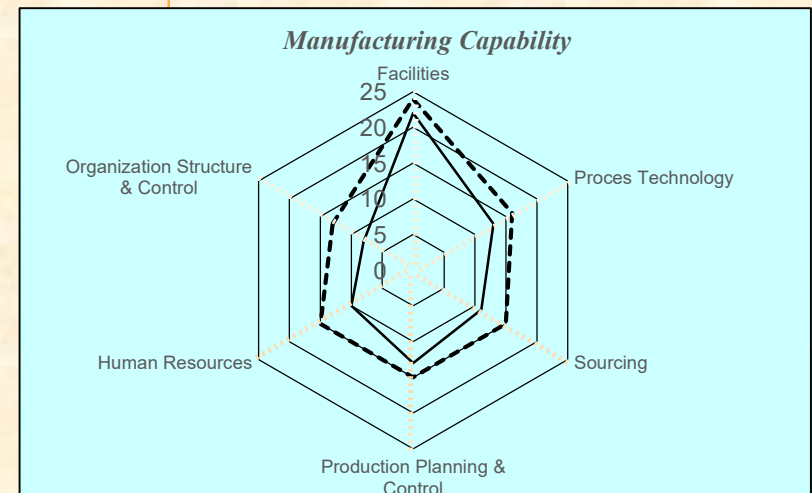 Manufacturing Capability
Facilities
25
20
15
10
5
0
Organization Structure
& Control
Proces Technology
Human Resources
Sourcing
Production Planning &
Control